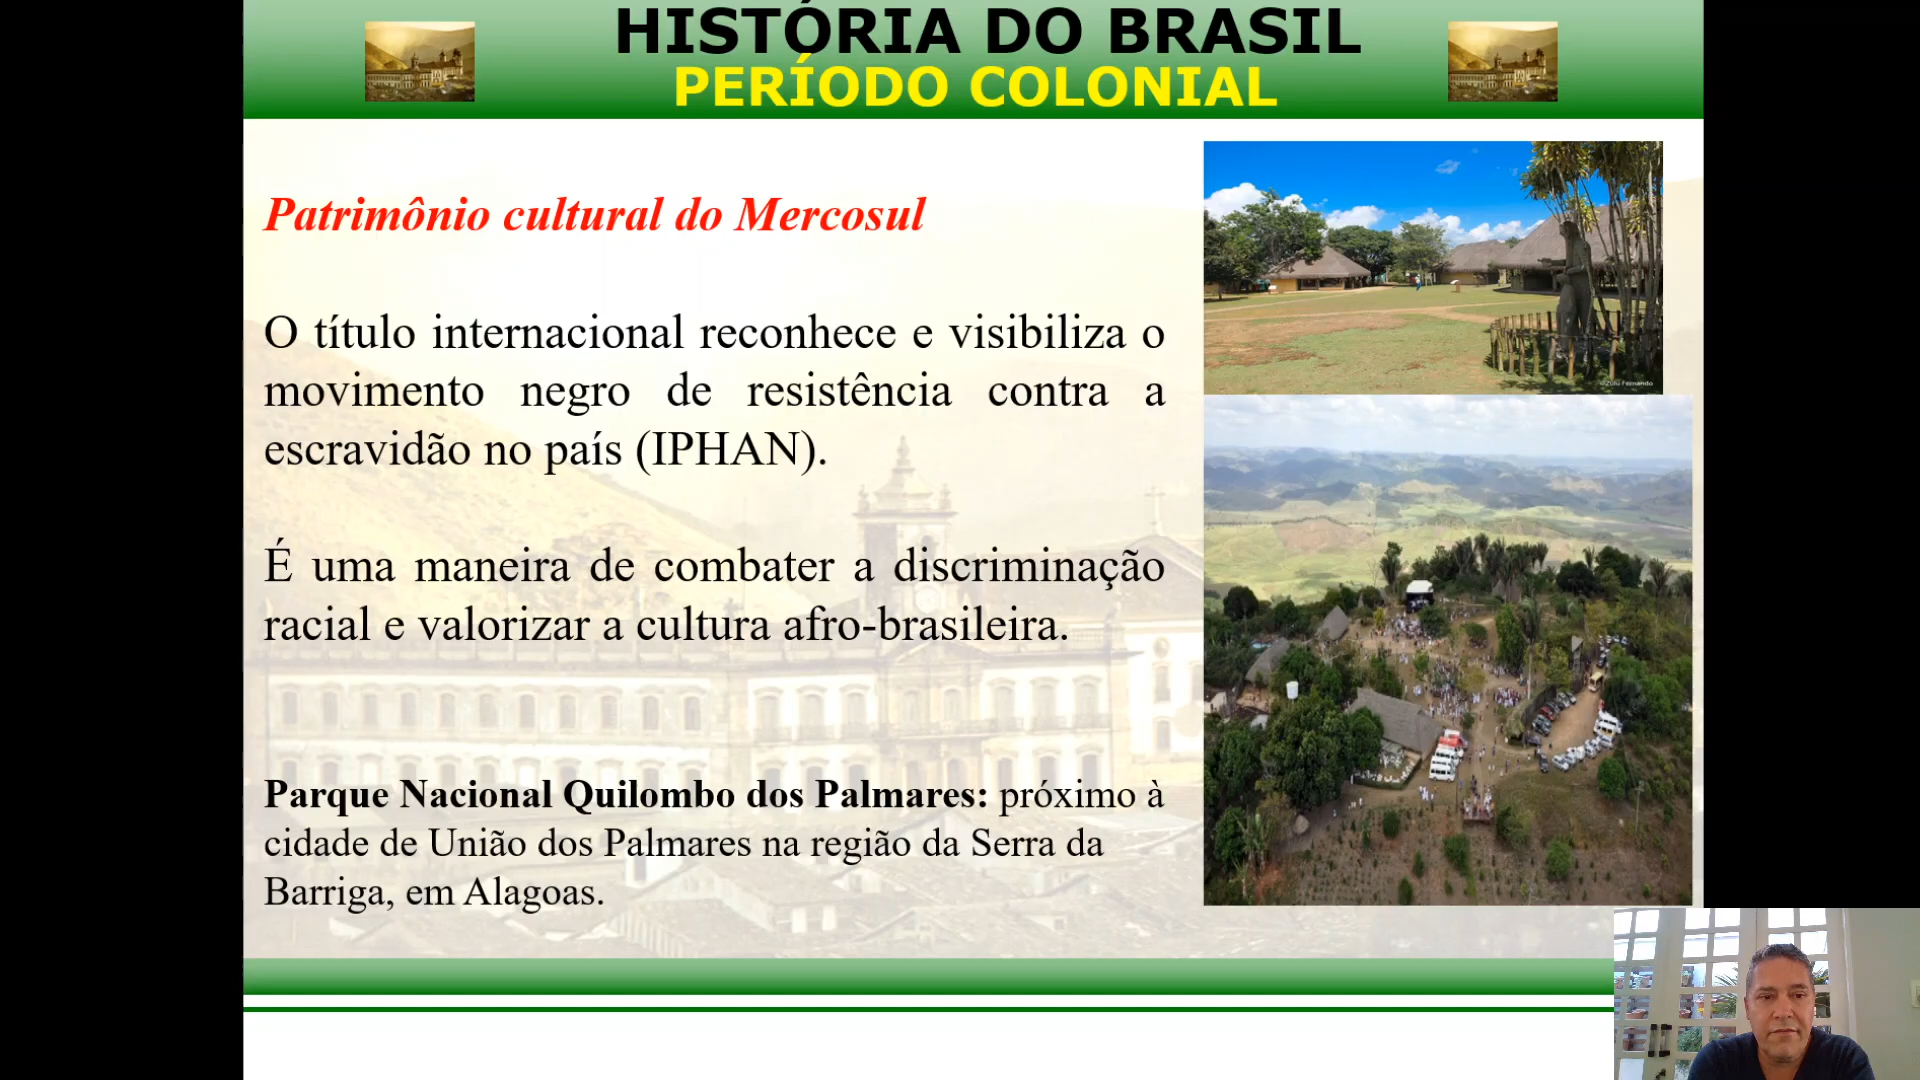 HISTÓRIA DO BRASIL
PERÍODO COLONIAL
Patrimônio cultural do Mercosul
O título internacional reconhece e visibiliza o
movimento negro de resistência contra a
escravidão no país (IPHAN).
É uma maneira de combater a discriminação
racial e valorizar a cultura afro-brasileira.
Parque Nacional Quilombo dos Palmares: próximo à
cidade de União dos Palmares na região da Serra da
Barriga, em Alagoas.
©Zulu Fernando